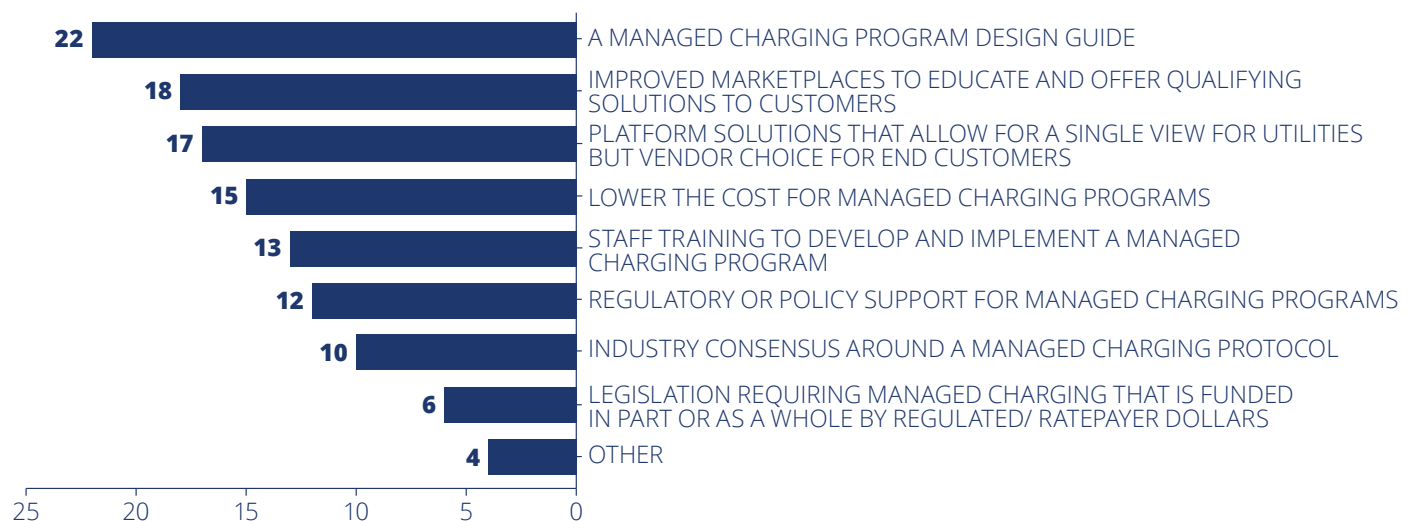 22 A MANAGED CHARGING PROGRAM DESIGN GUIDE
18 IMPROVED MARKETPLACES TO EDUCATE AND OFFER QUALIFYING
SOLUTIONS TO CUSTOMERS
17 PLATFORM SOLUTIONS THAT ALLOW FOR A SINGLE VIEW FOR UTILITIES
BUT VENDOR CHOICE FOR END CUSTOMERS
15 LOWER THE COST FOR MANAGED CHARGING PROGRAMS
13 STAFF TRAINING TO DEVELOP AND IMPLEMENT A MANAGED
CHARGING PROGRAM
12 REGULATORY OR POLICY SUPPORT FOR MANAGED CHARGING PROGRAMS
10 INDUSTRY CONSENSUS AROUND A MANAGED CHARGING PROTOCOL
6 LEGISLATION REQUIRING MANAGED CHARGING THAT IS FUNDED
IN PART OR AS A WHOLE BY REGULATED/ RATEPAYER DOLLARS
4 OTHER
25 20 15 10 5 0